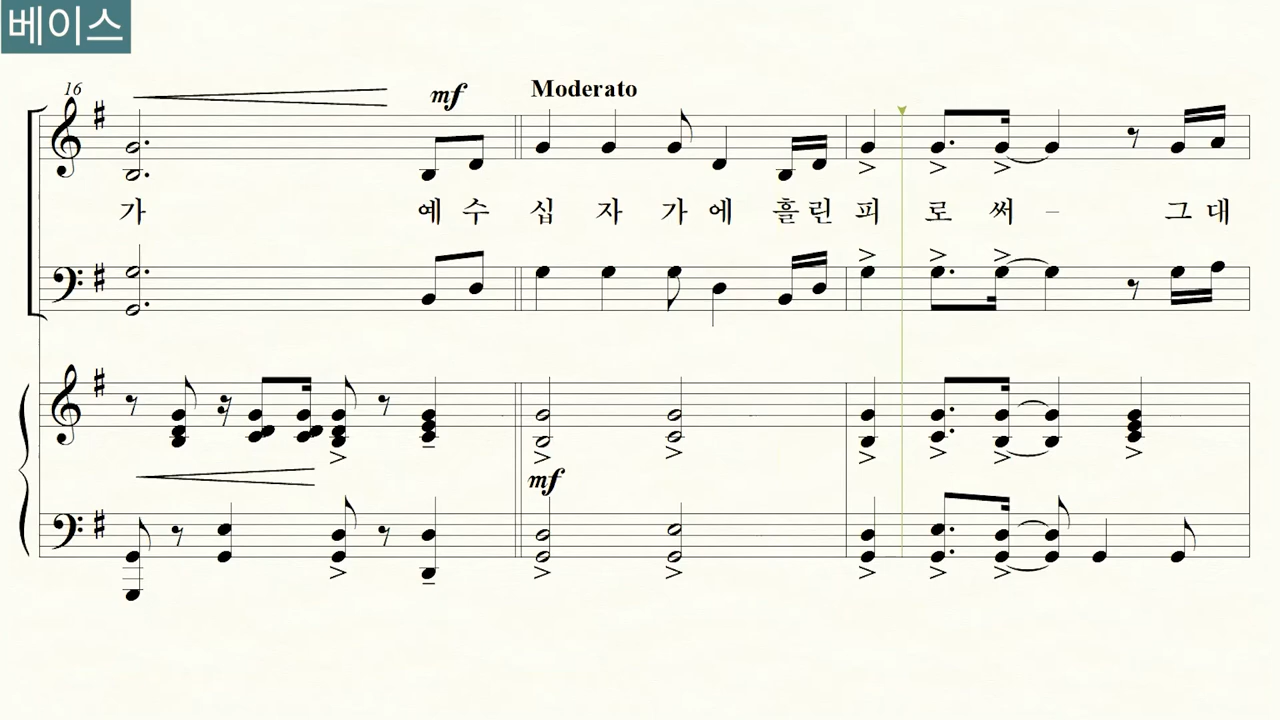 베이스
16
mf
Moderato
가 예 수 십 자 가 에 흘 린 피 로 써 – 그 대
mf